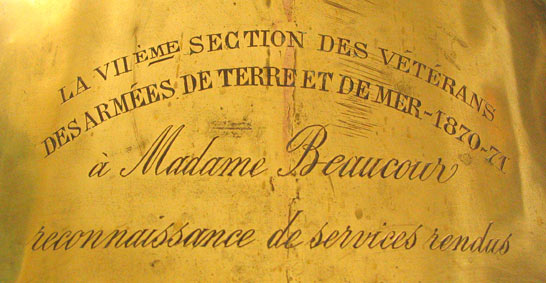 LA VIIÈME SECTION DES VÉTÉRANS
DES ARMÉES DE TERRE ET DE MER-1870-71
à Madame Beaucour
reconnaissance de services rendus